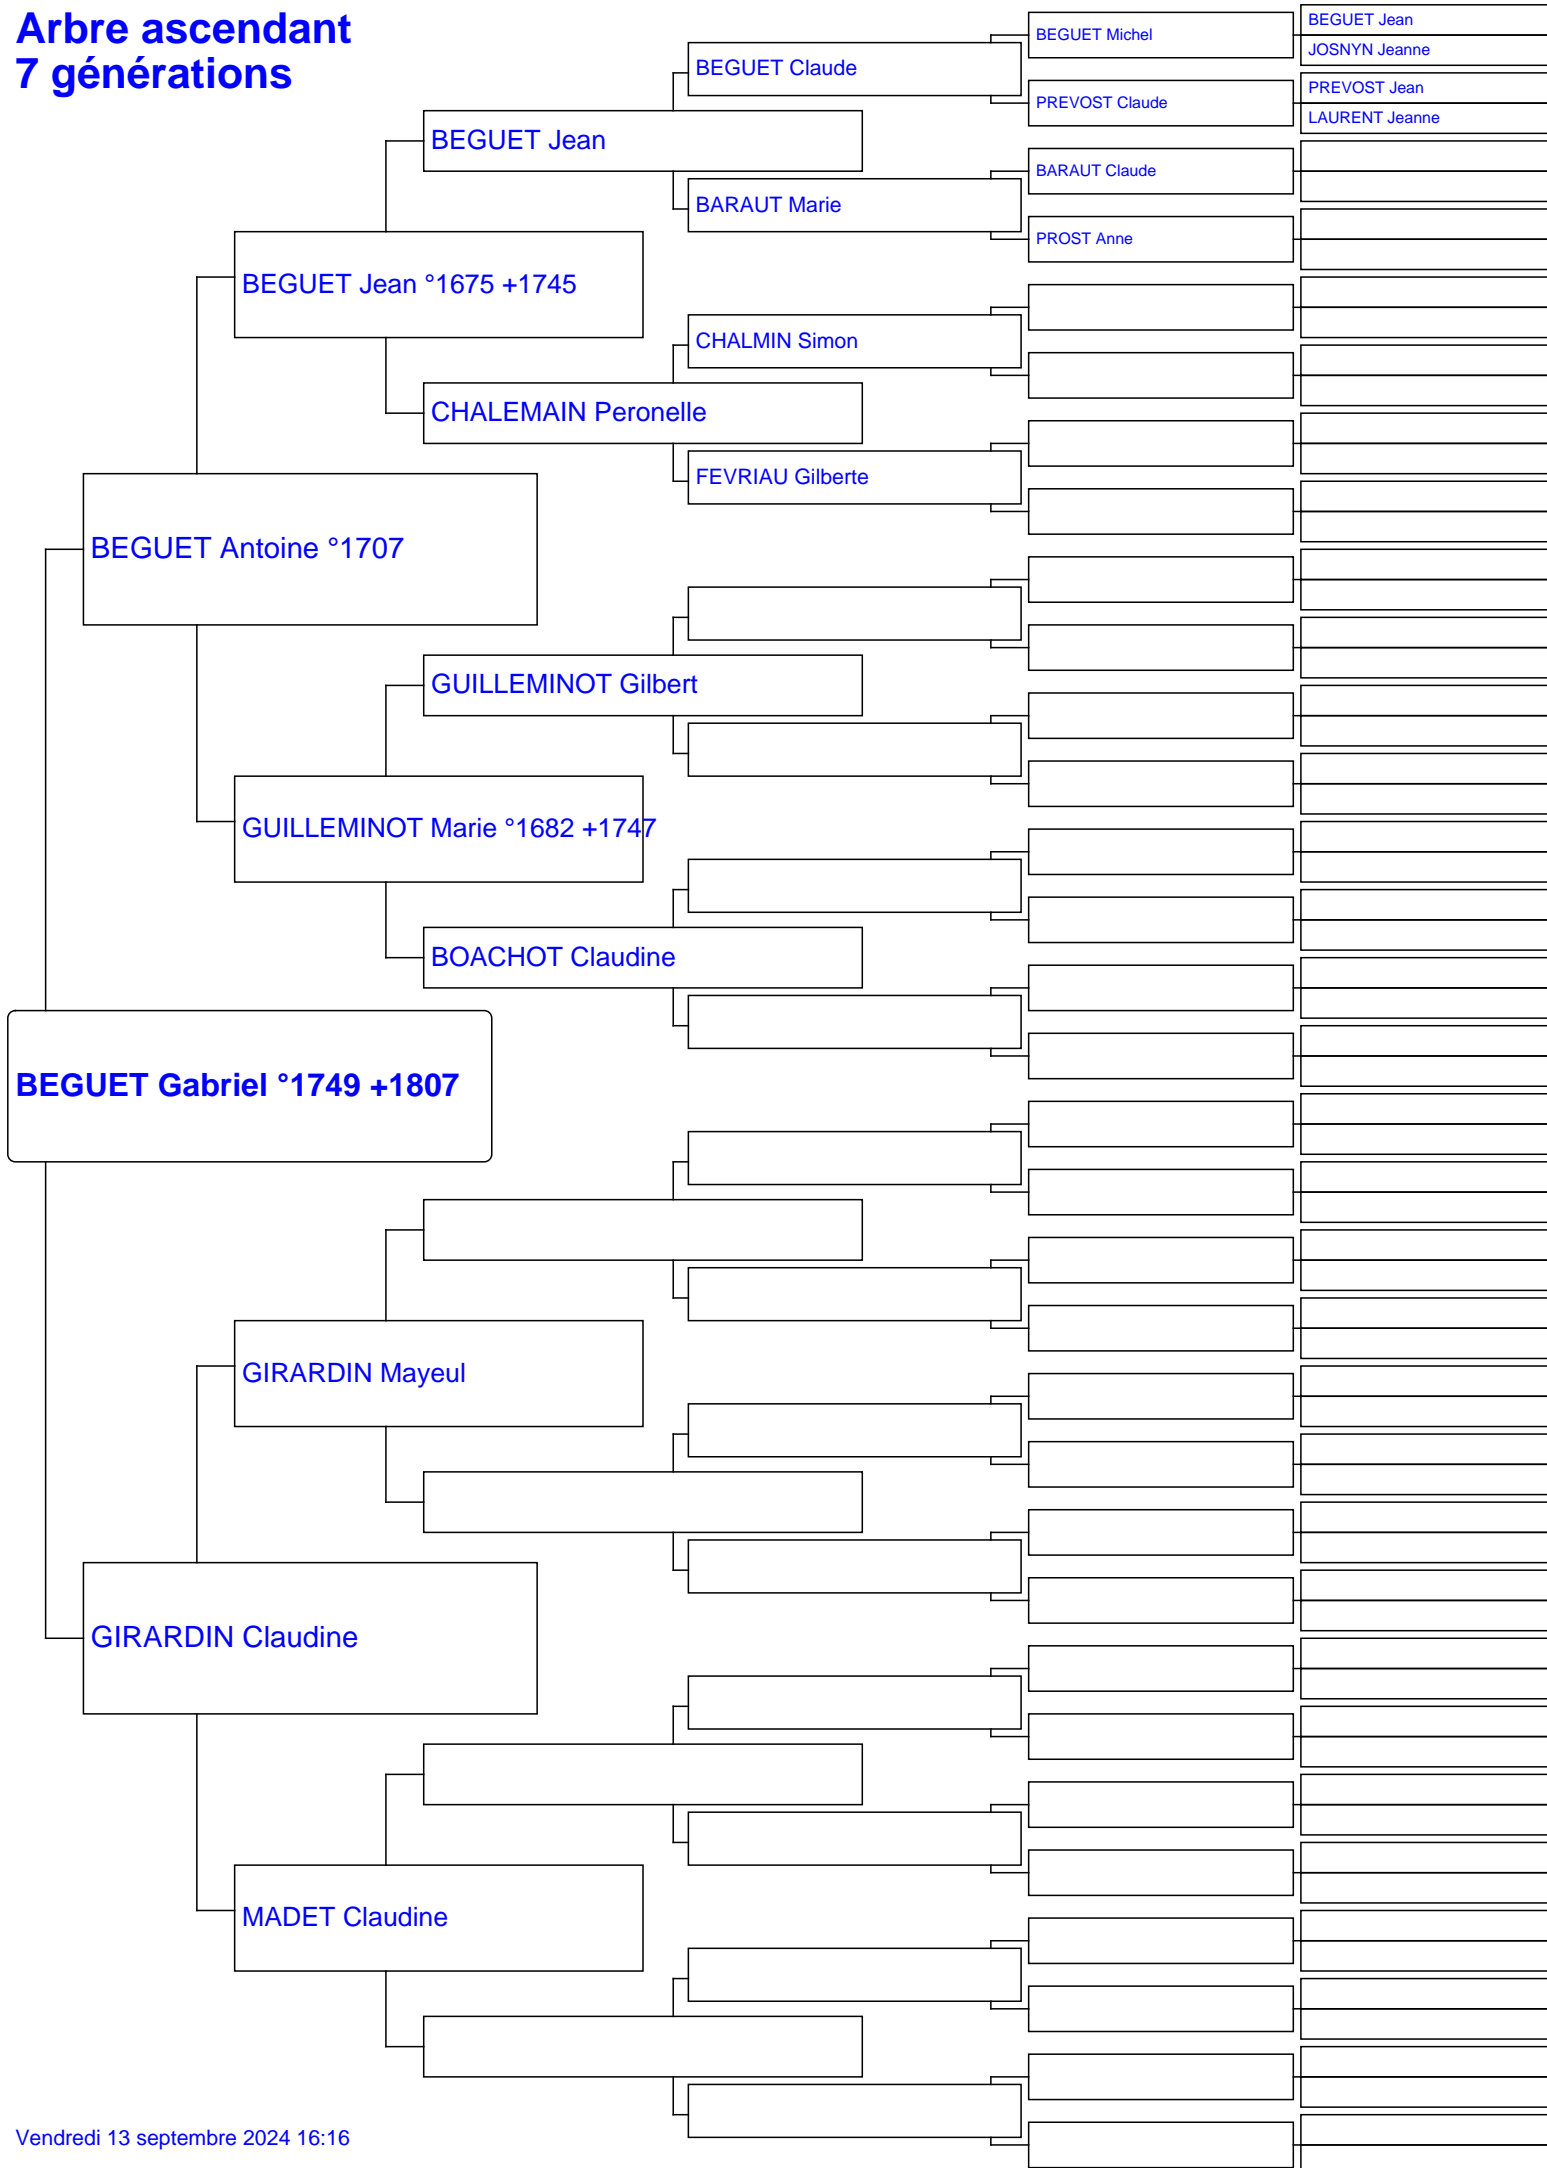 Arbre ascendant
7 générations
BEGUET Jean
JOSNYN Jeanne
BEGUET Michel
BEGUET Claude
PREVOST Jean
PREVOST Claude
LAURENT Jeanne
BEGUET Jean
BARAUT Claude
BARAUT Marie
PROST Anne
BEGUET Jean °1675 +1745
CHALMIN Simon
CHALEMAIN Peronelle
FEVRIAU Gilberte
BEGUET Antoine °1707
GUILLEMINOT Gilbert
GUILLEMINOT Marie °1682 +1747
BOACHOT Claudine
BEGUET Gabriel °1749 +1807
GIRARDIN Mayeul
GIRARDIN Claudine
MADET Claudine
Vendredi 13 septembre 2024 16:16